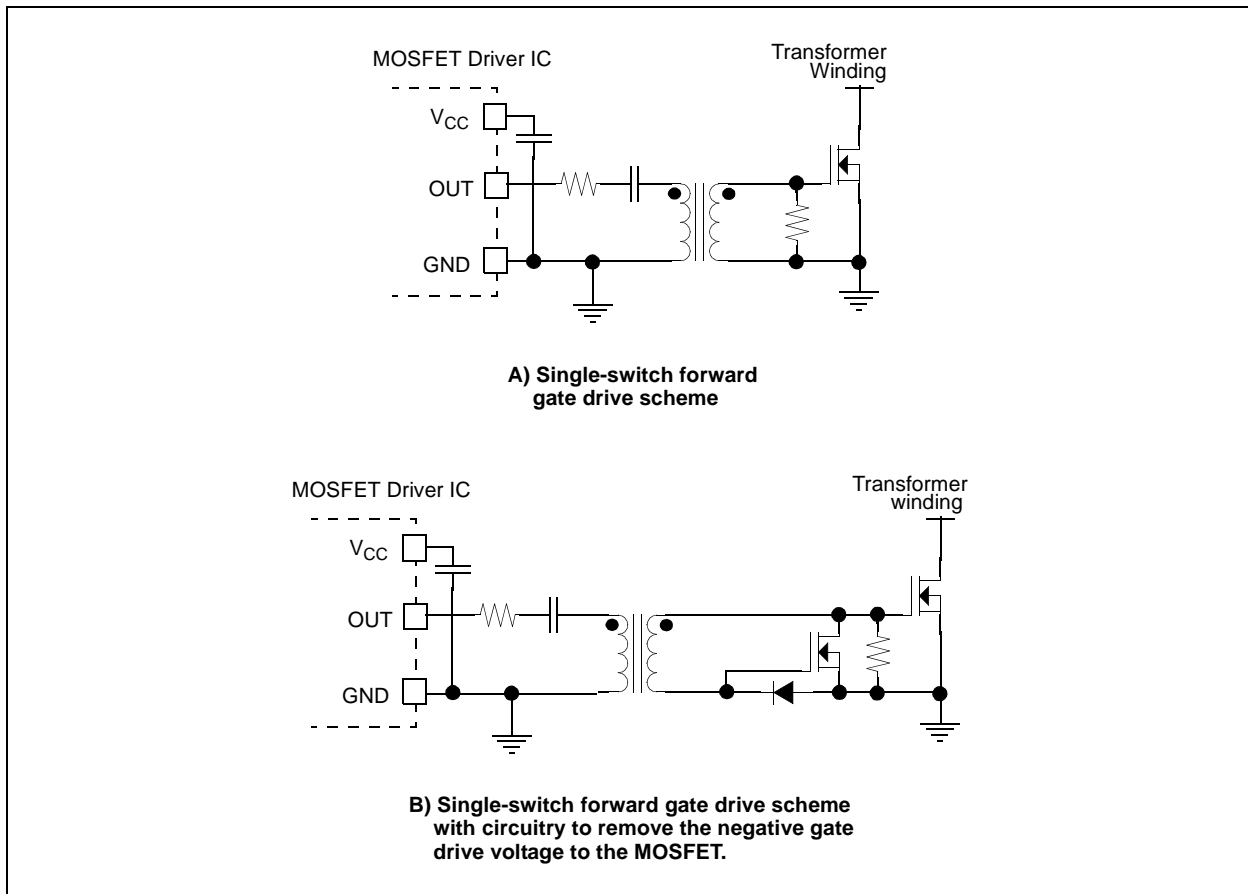 Transformer
Winding
MOSFET Driver IC
VCC
OUT
GND
A) Single-switch forward
gate drive scheme
Transformer
winding
MOSFET Driver IC
VCC
OUT
GND
B) Single-switch forward gate drive scheme
with circuitry to remove the negative gate
drive voltage to the MOSFET.